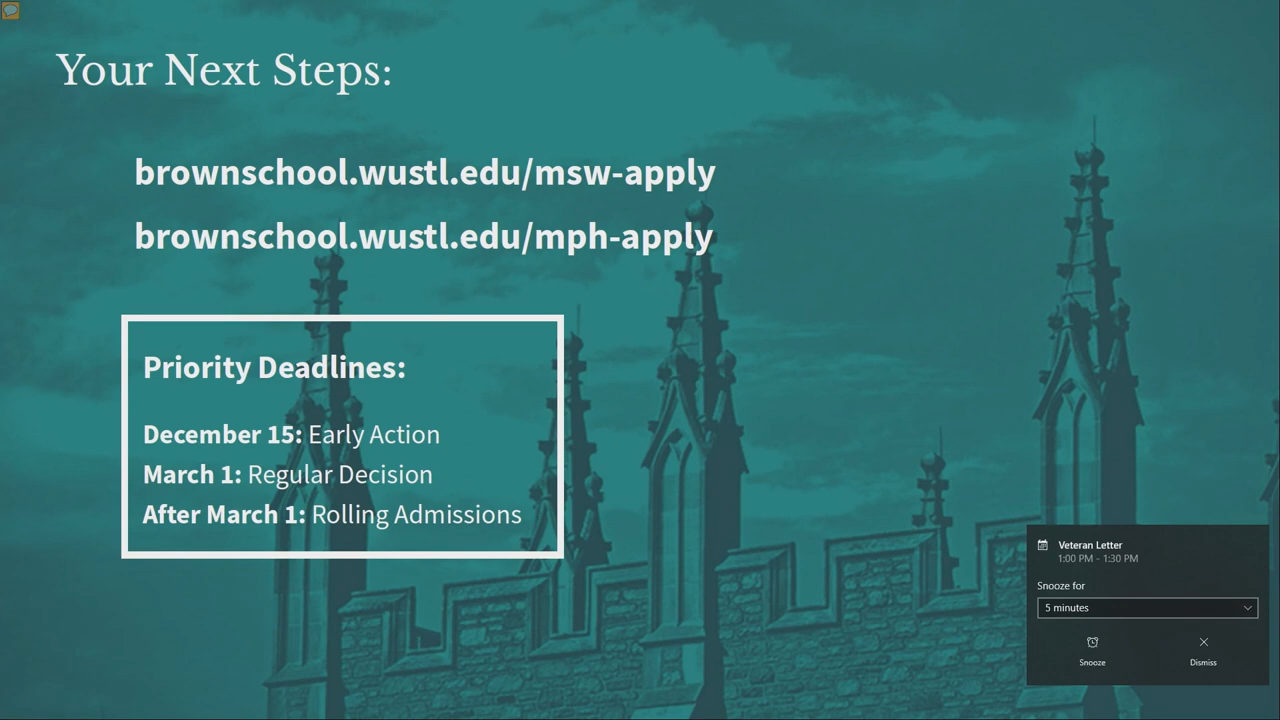 Your Next Steps:
brownschool.wustl.edu/msw-apply
brownschool.wustl.edu/mph-apply
Priority Deadlines:
December 15: Early Action
March 1: Regular Decision
After March 1: Rolling Admissions
Veteran Letter
1:00 PM - 1:30 PM
Snooze for
5 minutes
Snooze
Dismiss